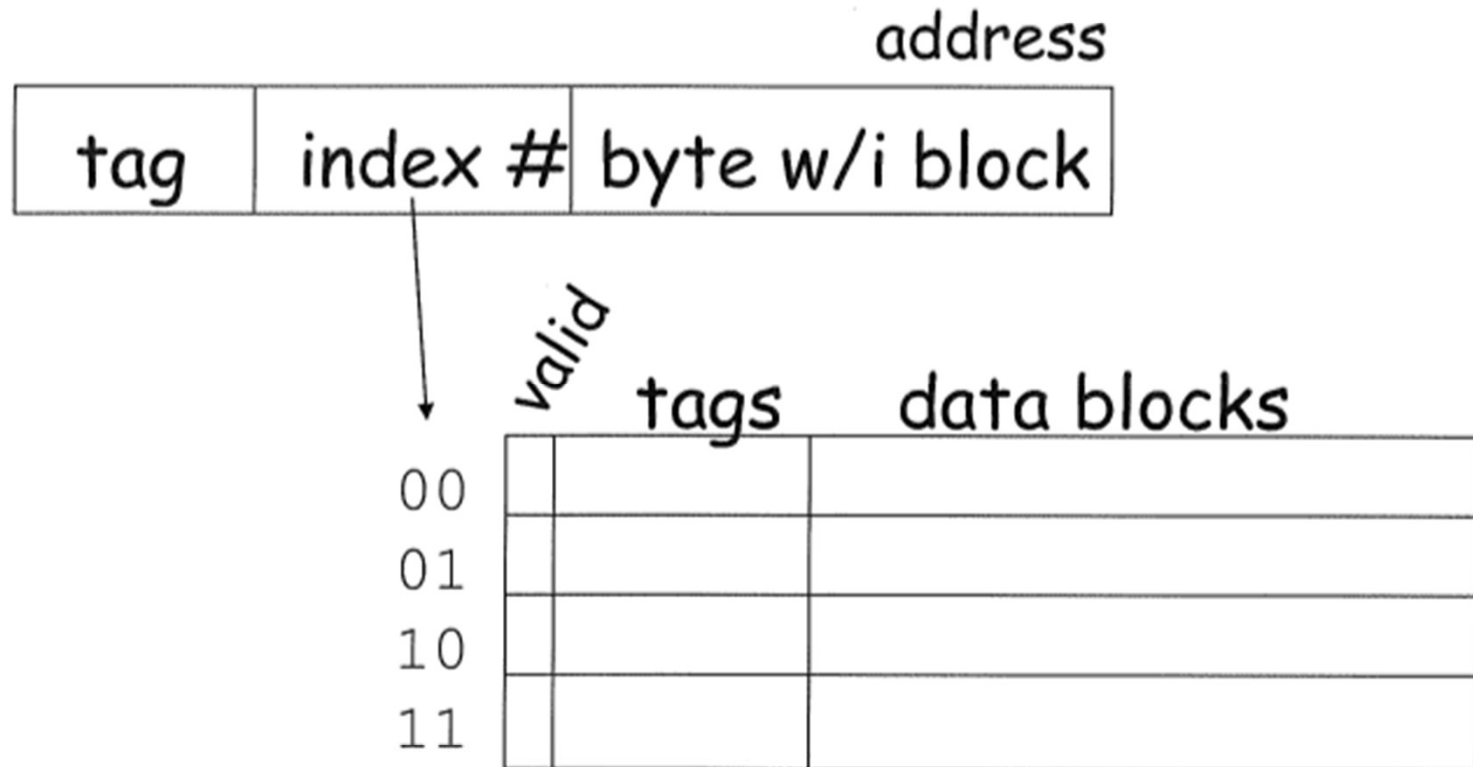 address
tag index # byte w/i block
valid
tags data blocks
00
01
10
11